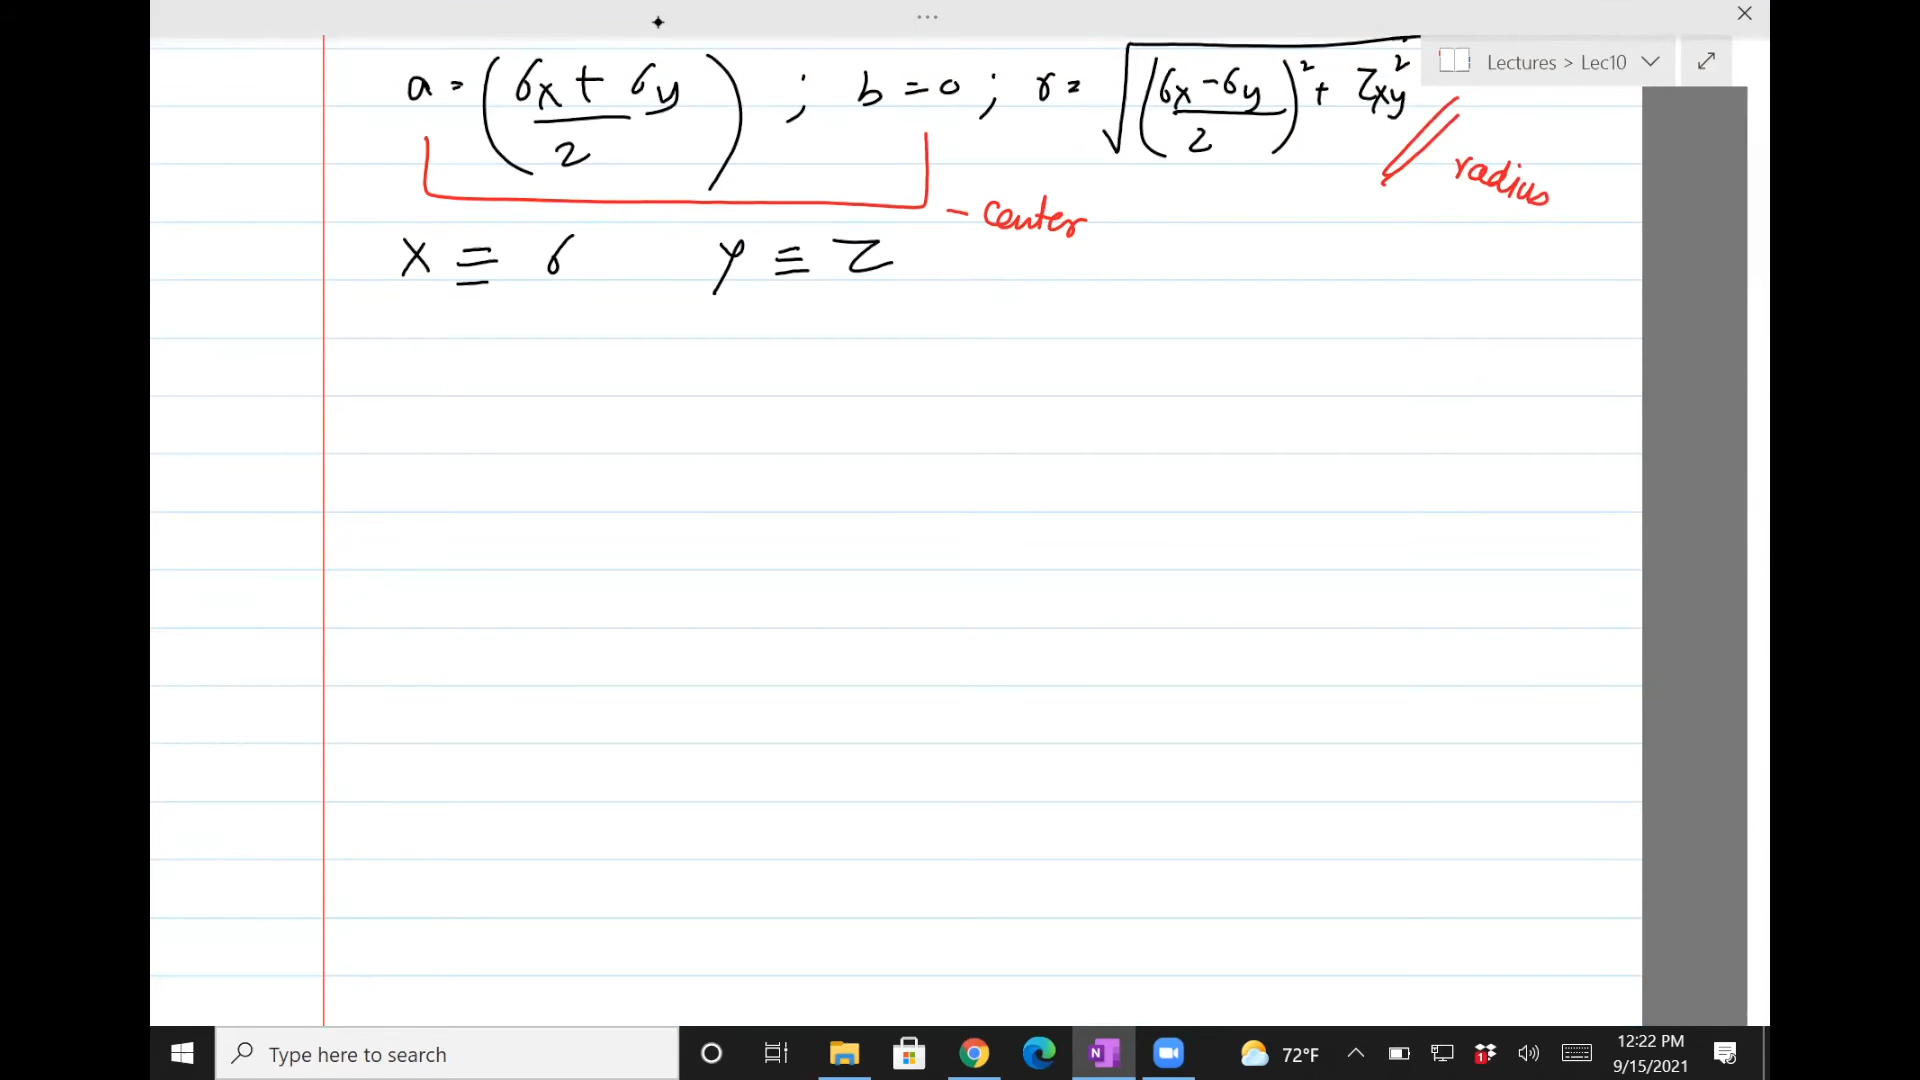 Lectures > Lec10
a = (σx + σy / 2) ; b = 0 ; r = √((σx - σy / 2)² + τxy²)
radius
- center
X ≡ σ Y ≡ τ
Type here to search
72°F
1
12:22 PM
9/15/2021